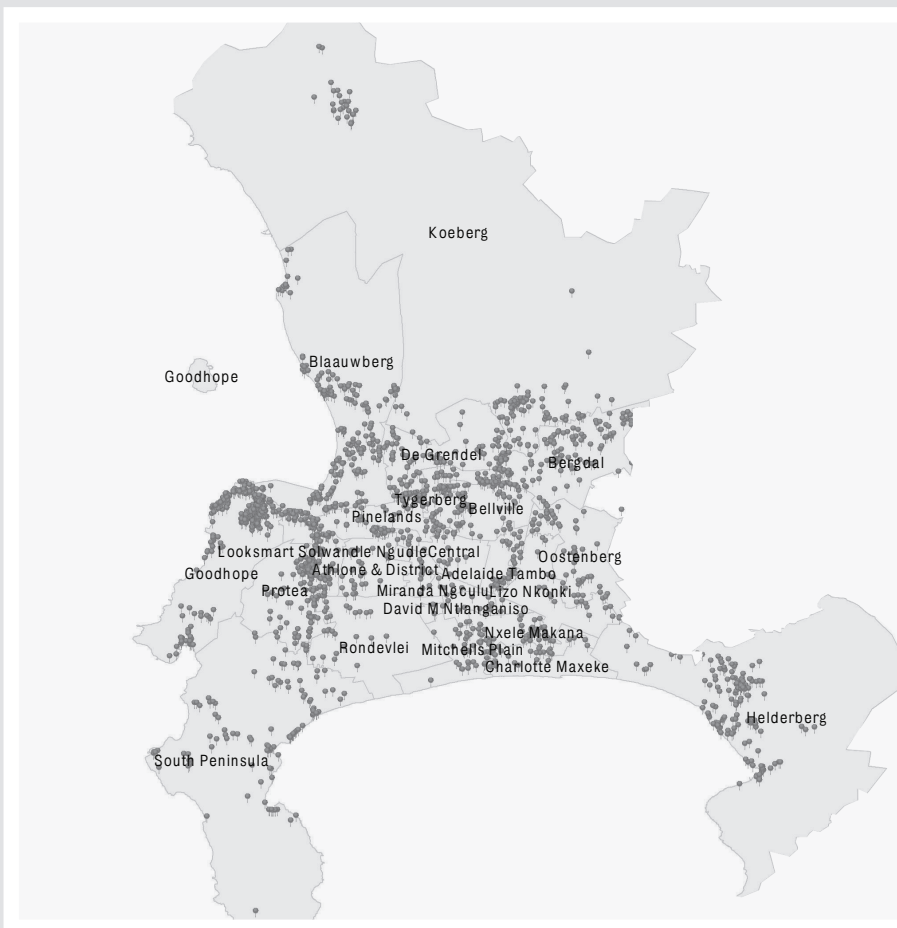 Koeberg
Blaauwberg
Goodhope
De Grendel
Bergdal
Tygerberg
Bellville
Pinelands
Looksmart Solwandle Ngudle Central
Oostenberg
Athlone & District
Goodhope
Adelaide Tambo
Protea
Miranda Ngculu
Lizo Nkonki
David M Ntlanganiso
Nxele Makana
Rondevlei
Mitchells Plain
Charlotte Maxeke
Helderberg
South Peninsula